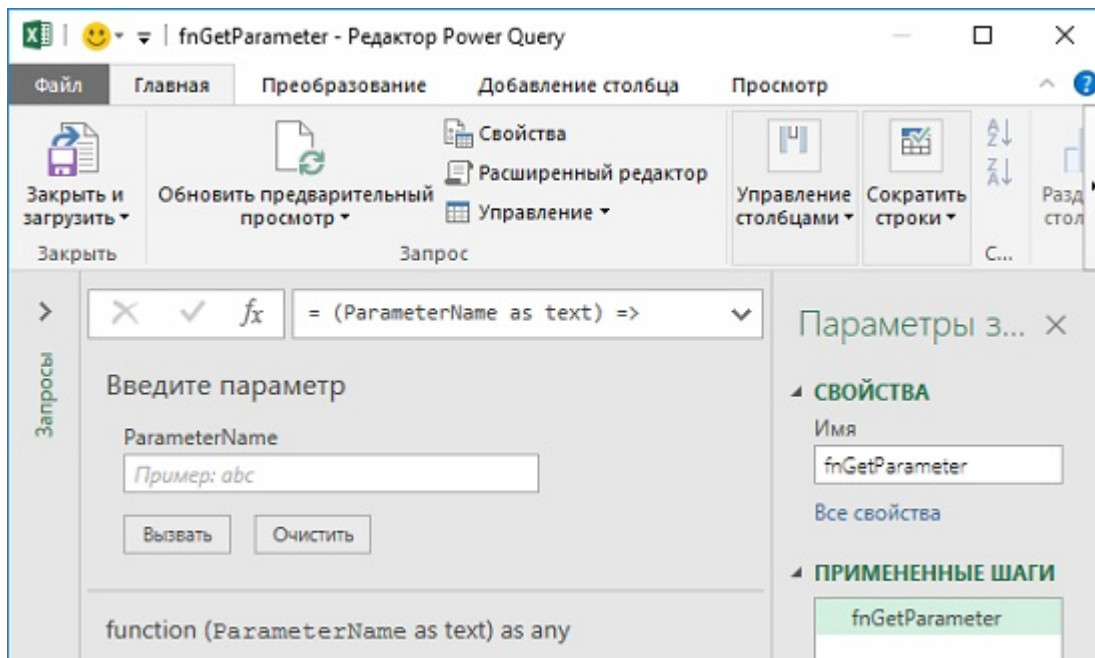 fnGetParameter - Редактор Power Query
Файл Главная Преобразование Добавление столбца Просмотр
Закрыть и загрузить
Обновить предварительный просмотр
Свойства
Расширенный редактор
Управление
Управление столбцами
Сократить строки
Закрыть
Запрос
С...
Запросы
fx = (ParameterName as text) =>
Введите параметр
ParameterName
Пример: abc
Вызвать Очистить
function (ParameterName as text) as any
Параметры з...
СВОЙСТВА
Имя
fnGetParameter
Все свойства
ПРИМЕНЕННЫЕ ШАГИ
fnGetParameter